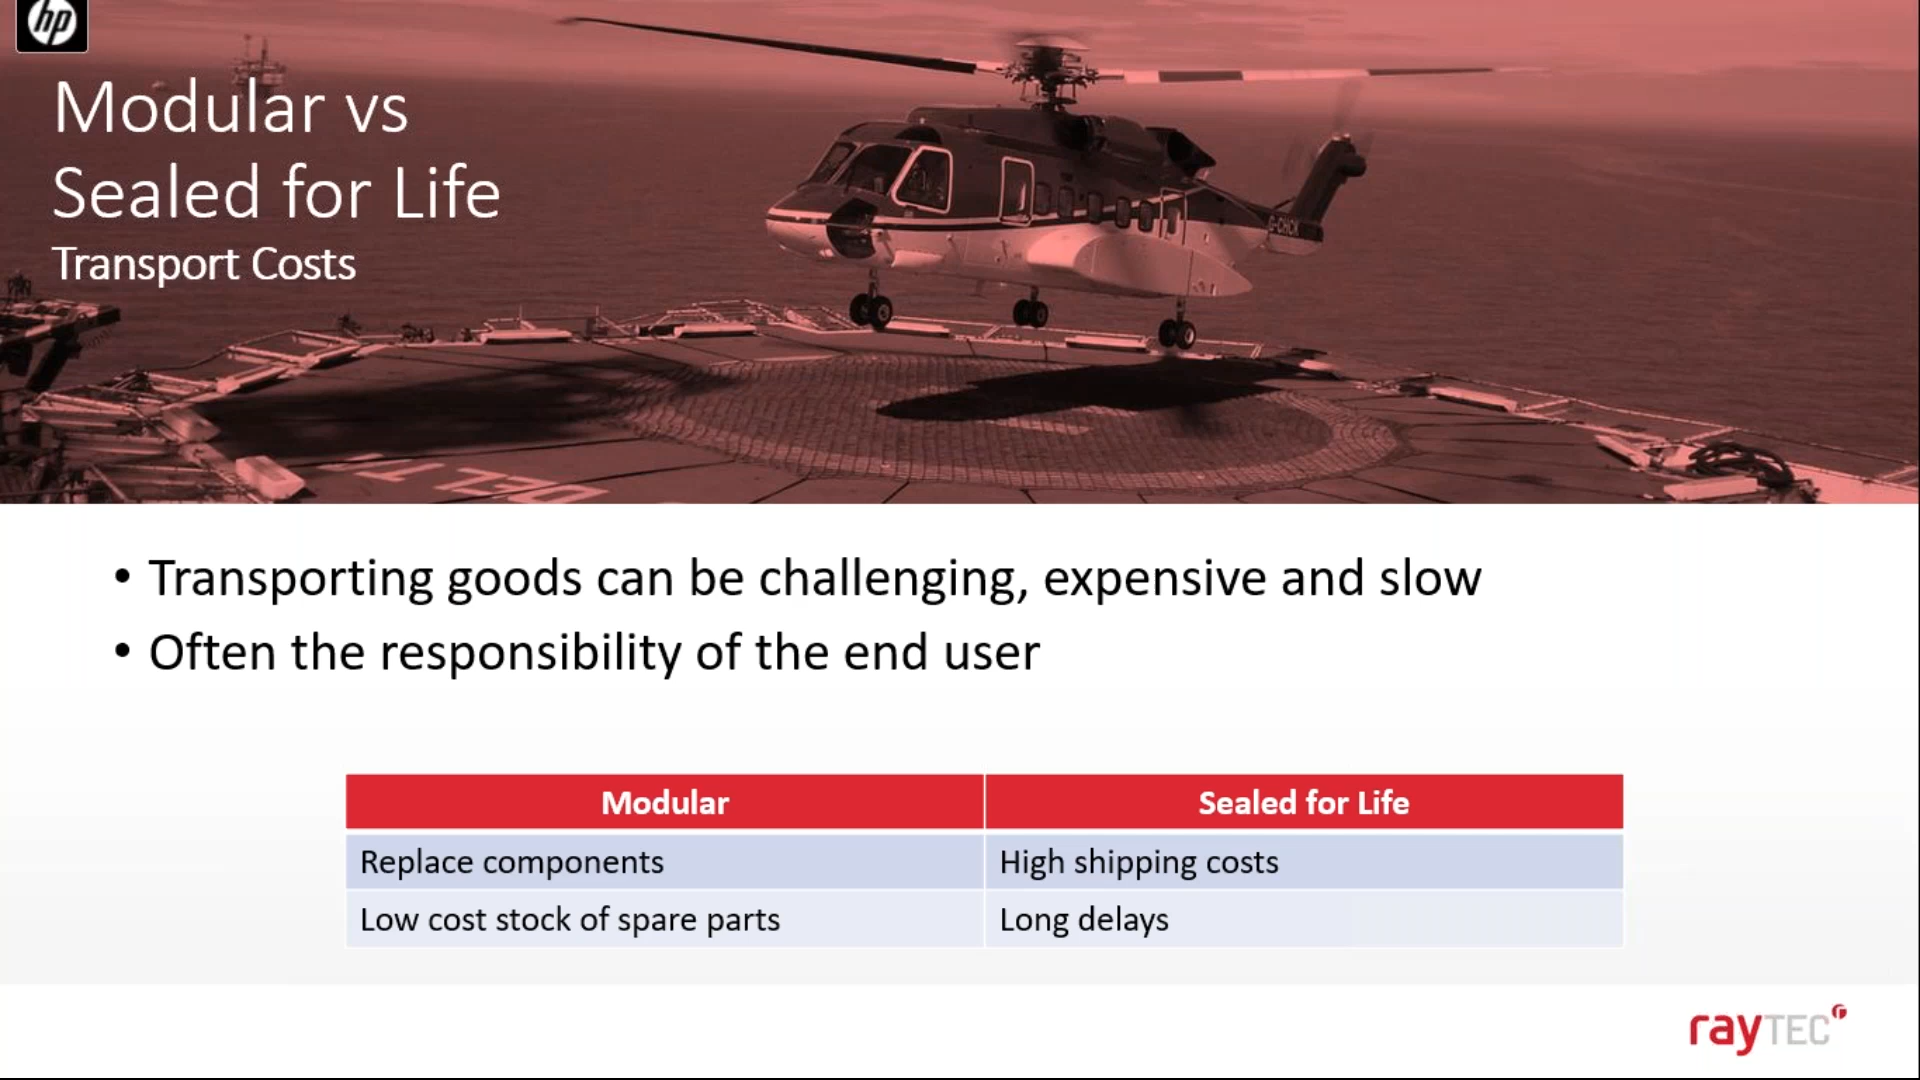 hp
Modular vs
Sealed for Life
Transport Costs
G-CHCK
• Transporting goods can be challenging, expensive and slow
• Often the responsibility of the end user
Modular
Sealed for Life
Replace components
High shipping costs
Low cost stock of spare parts
Long delays
rayTEC